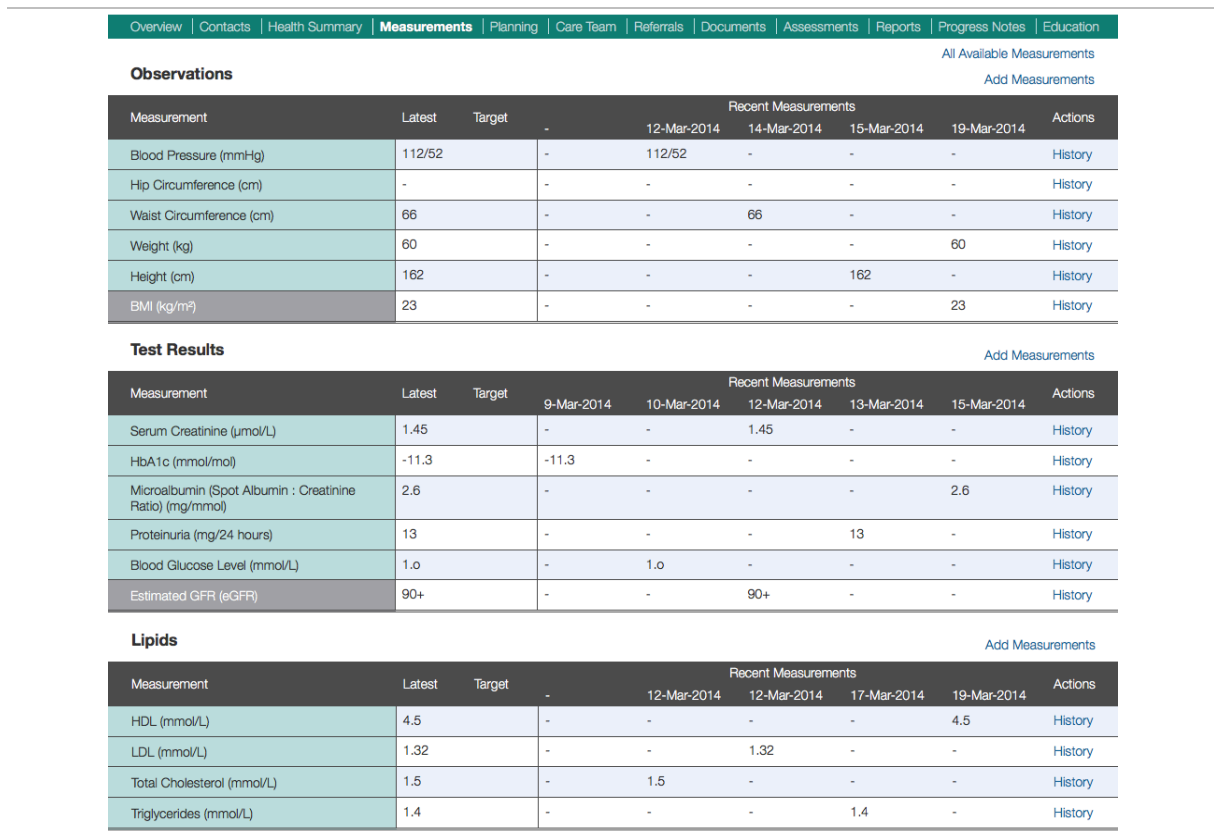 Overview | Contacts | Health Summary | Measurements | Planning | Care Team | Referrals | Documents | Assessments | Reports | Progress Notes | Education
All Available Measurements
Observations
Add Measurements
Recent Measurements
Measurement Latest Target Actions
- 12-Mar-2014 14-Mar-2014 15-Mar-2014 19-Mar-2014
Blood Pressure (mmHg) 112/52 - 112/52 - - - History
Hip Circumference (cm) - - - - - - History
Waist Circumference (cm) 66 - - 66 - - History
Weight (kg) 60 - - - - 60 History
Height (cm) 162 - - - 162 - History
BMI (kg/m²) 23 - - - - 23 History
Test Results
Add Measurements
Recent Measurements
Measurement Latest Target Actions
9-Mar-2014 10-Mar-2014 12-Mar-2014 13-Mar-2014 15-Mar-2014
Serum Creatinine (µmol/L) 1.45 - - 1.45 - - History
HbA1c (mmol/mol) -11.3 -11.3 - - - - History
Microalbumin (Spot Albumin : Creatinine
Ratio) (mg/mmol) 2.6 - - - - 2.6 History
Proteinuria (mg/24 hours) 13 - - - 13 - History
Blood Glucose Level (mmol/L) 1.o - 1.o - - - History
Estimated GFR (eGFR) 90+ - - 90+ - - History
Lipids
Add Measurements
Recent Measurements
Measurement Latest Target Actions
- 12-Mar-2014 12-Mar-2014 17-Mar-2014 19-Mar-2014
HDL (mmol/L) 4.5 - - - - 4.5 History
LDL (mmol/L) 1.32 - - 1.32 - - History
Total Cholesterol (mmol/L) 1.5 - 1.5 - - - History
Triglycerides (mmol/L) 1.4 - - - 1.4 - History